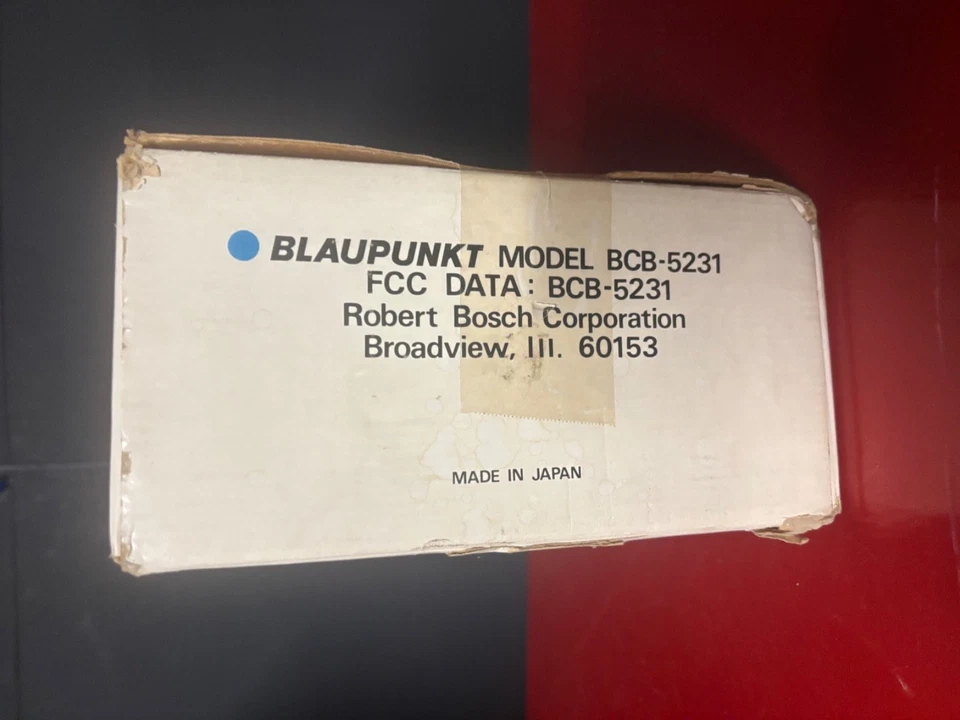 BLAUPUNKT MODEL BCB-5231
FCC DATA: BCB-5231
Robert Bosch Corporation
Broadview, Ill. 60153
MADE IN JAPAN